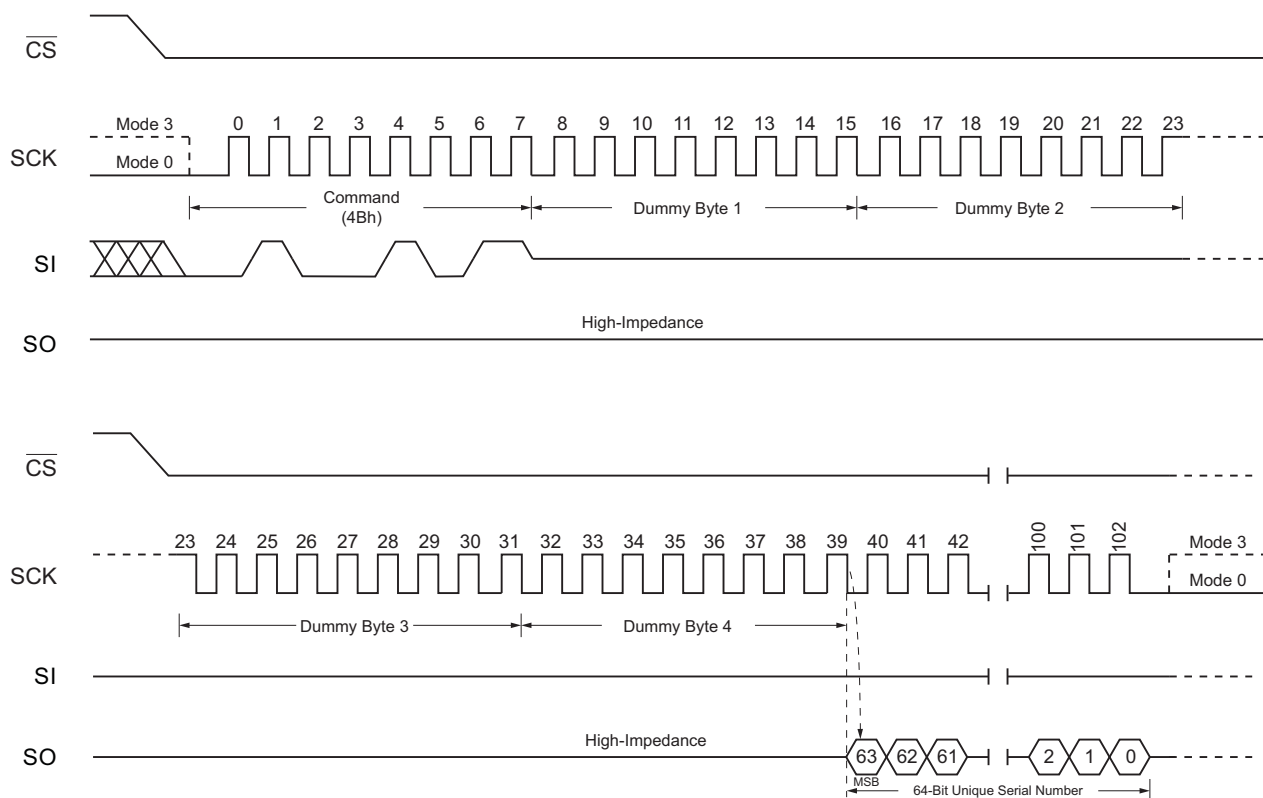 CS
Mode 3
0 1 2 3 4 5 6 7 8 9 10 11 12 13 14 15 16 17 18 19 20 21 22 23
SCK
Mode 0
Command
(4Bh)
Dummy Byte 1
Dummy Byte 2
SI
High-Impedance
SO
CS
23 24 25 26 27 28 29 30 31 32 33 34 35 36 37 38 39 40 41 42 100 101 102
Mode 3
SCK
Mode 0
Dummy Byte 3
Dummy Byte 4
SI
High-Impedance
SO
63 62 61 2 1 0
MSB
64-Bit Unique Serial Number